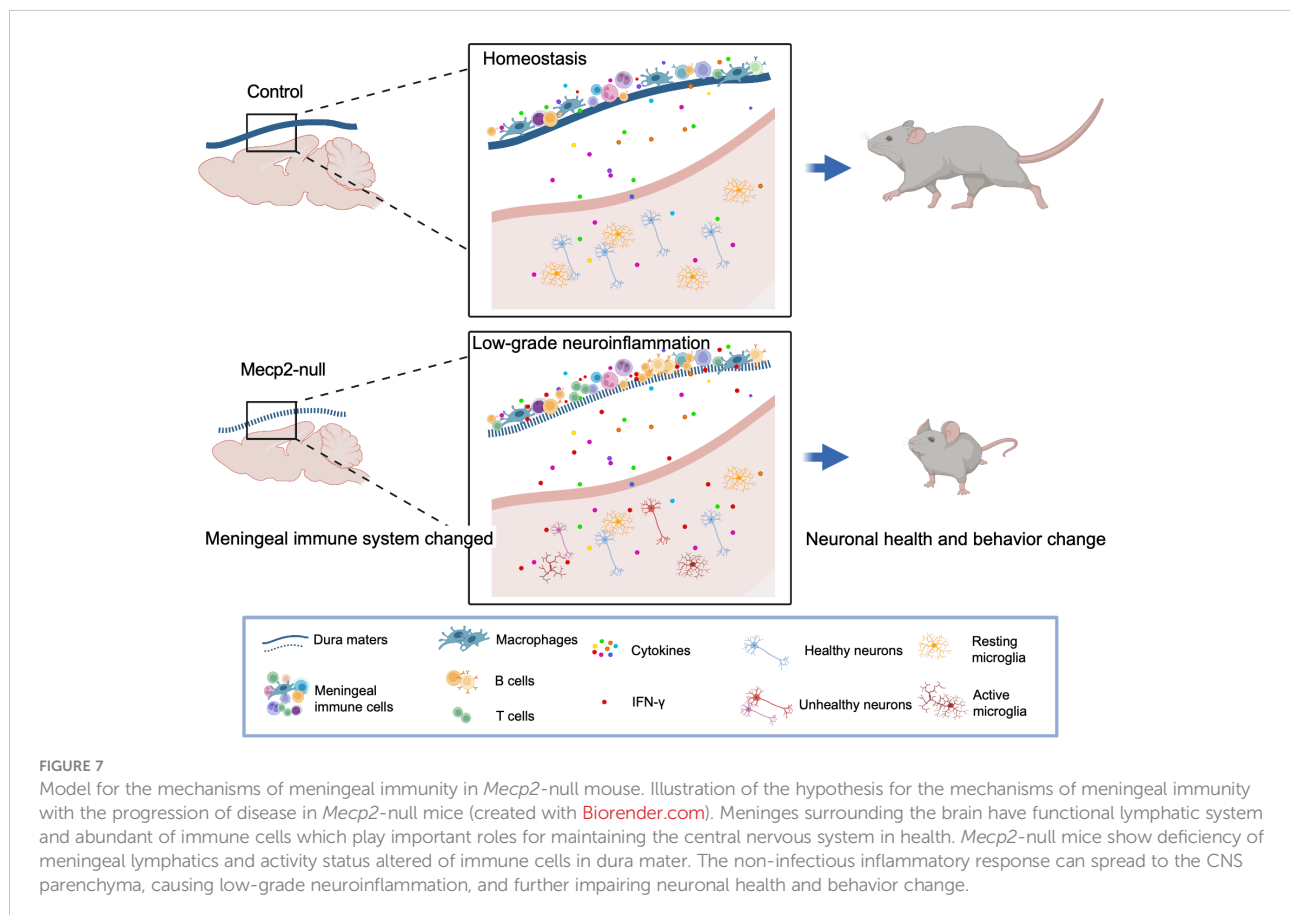 Homeostasis
Control
Low-grade neuroinflammation
Mecp2-null
Meningeal immune system changed
Neuronal health and behavior change
Dura maters
Macrophages
Cytokines
Healthy neurons
Resting
microglia
Meningeal
immune cells
B cells
T cells
IFN-γ
Unhealthy neurons
Active
microglia
FIGURE 7
Model for the mechanisms of meningeal immunity in Mecp2-null mouse. Illustration of the hypothesis for the mechanisms of meningeal immunity
with the progression of disease in Mecp2-null mice (created with Biorender.com). Meninges surrounding the brain have functional lymphatic system
and abundant of immune cells which play important roles for maintaining the central nervous system in health. Mecp2-null mice show deficiency of
meningeal lymphatics and activity status altered of immune cells in dura mater. The non-infectious inflammatory response can spread to the CNS
parenchyma, causing low-grade neuroinflammation, and further impairing neuronal health and behavior change.